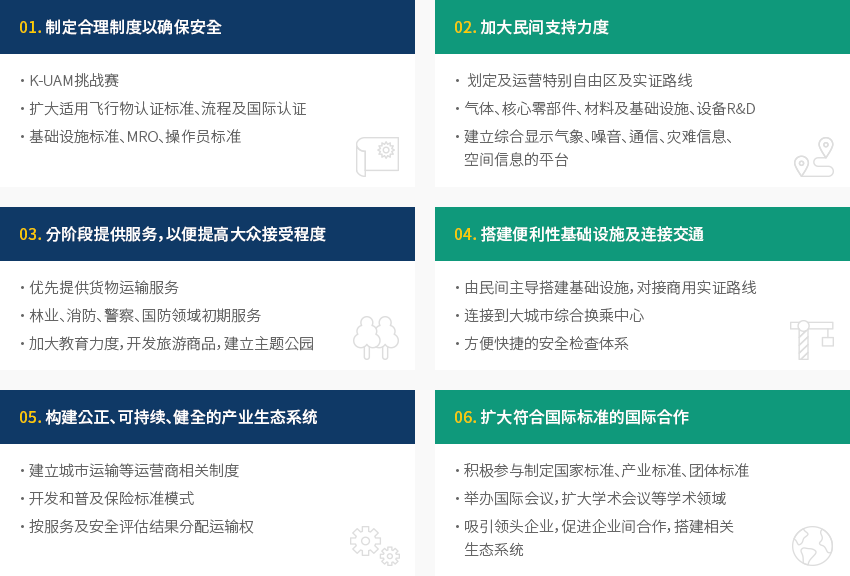 01. 制定合理制度以确保安全
· K-UAM挑战赛
· 扩大适用飞行物认证标准、流程及国际认证
· 基础设施标准、MRO、操作员标准
02. 加大民间支持力度
· 划定及运营特别自由区及实证路线
· 气体、核心零部件、材料及基础设施、设备R&D
· 建立综合显示气象、噪音、通信、灾难信息、
空间信息的平台
03. 分阶段提供服务，以便提高大众接受程度
· 优先提供货物运输服务
· 林业、消防、警察、国防领域初期服务
· 加大教育力度，开发旅游商品，建立主题公园
04. 搭建便利性基础设施及连接交通
· 由民间主导搭建基础设施，对接商用实证路线
· 连接到大城市综合换乘中心
· 方便快捷的安全检查体系
05. 构建公正、可持续、健全的产业生态系统
· 建立城市运输等运营商相关制度
· 开发和普及保险标准模式
· 按服务及安全评估结果分配运输权
06. 扩大符合国际标准的国际合作
· 积极参与制定国家标准、产业标准、团体标准
· 举办国际会议，扩大学术会议等学术领域
· 吸引领头企业，促进企业间合作，搭建相关
生态系统